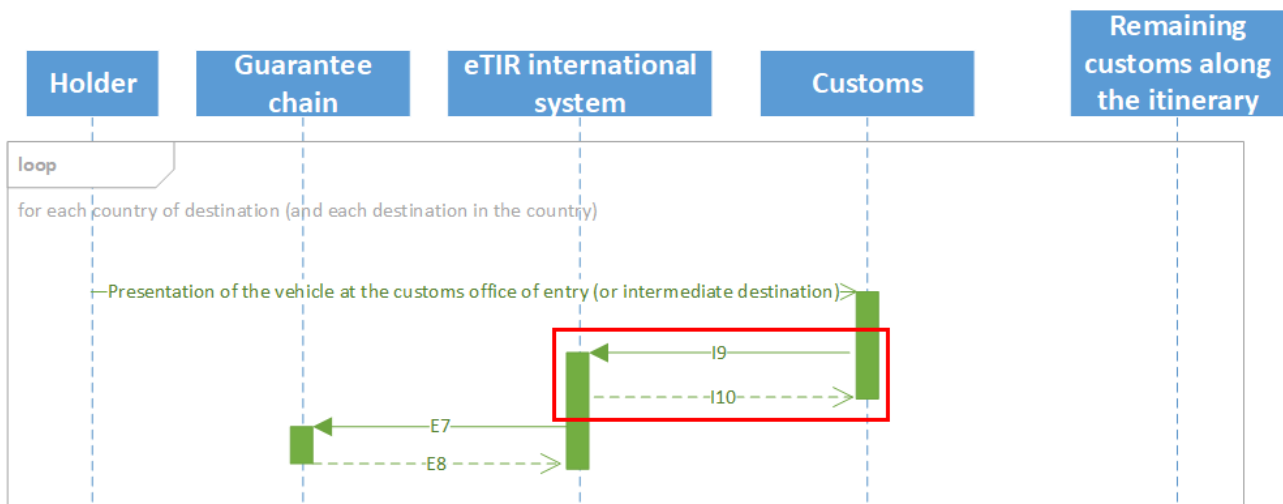 Holder
Guarantee
chain
eTIR international
system
Customs
Remaining
customs along
the itinerary
loop
for each country of destination (and each destination in the country)
Presentation of the vehicle at the customs office of entry (or intermediate destination)
I9
I10
E7
E8